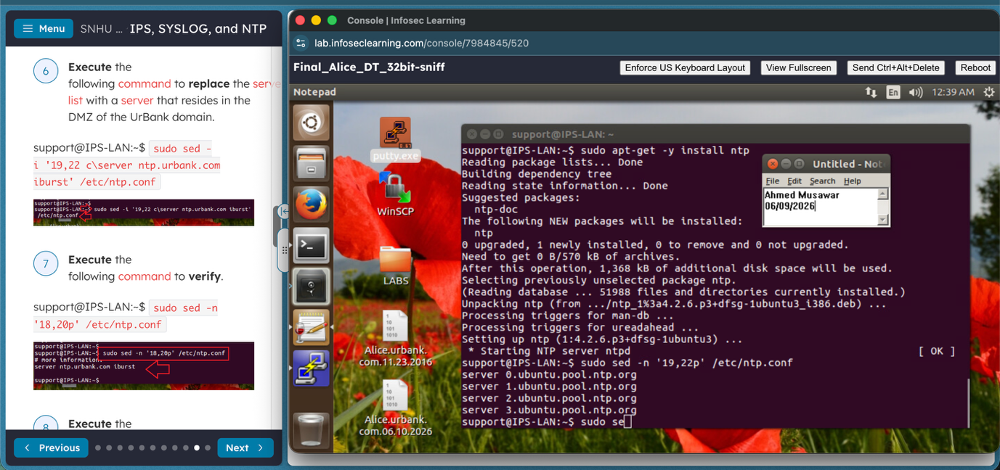 Menu
SNHU ... IPS, SYSLOG, and NTP
6
Execute the
following command to replace the serve
list with a server that resides in the
DMZ of the UrBank domain.
support@IPS-LAN:~$ sudo sed -
i '19,22 c\server ntp.urbank.com
iburst' /etc/ntp.conf
support@IPS-LAN:~$
support@IPS-LAN:~$ sudo sed -i '19,22 c\server ntp.urbank.com iburst'
/etc/ntp.conf
7
Execute the
following command to verify.
support@IPS-LAN:~$ sudo sed -n
'18,20p' /etc/ntp.conf
support@IPS-LAN:~$
support@IPS-LAN:~$ sudo sed -n '18,20p' /etc/ntp.conf
# more information.
server ntp.urbank.com iburst
support@IPS-LAN:~$
8
Execute the
Previous
Next
Console | Infosec Learning
lab.infoseclearning.com/console/7984845/520
Final_Alice_DT_32bit-sniff
Enforce US Keyboard Layout
View Fullscreen
Send Ctrl+Alt+Delete
Reboot
Notepad
En
12:39 AM
putty.exe
WinSCP
LABS
Alice.urbank.
com.11.23.2016
Alice.urbank.
com.06.10.2026
support@IPS-LAN: ~
support@IPS-LAN:~$ sudo apt-get -y install ntp
Reading package lists... Done
Building dependency tree
Reading state information... Done
Suggested packages:
ntp-doc
The following NEW packages will be installed:
ntp
0 upgraded, 1 newly installed, 0 to remove and 0 not upgraded.
Need to get 0 B/570 kB of archives.
After this operation, 1,368 kB of additional disk space will be used.
Selecting previously unselected package ntp.
(Reading database ... 51988 files and directories currently installed.)
Unpacking ntp (from .../ntp_1%3a4.2.6.p3+dfsg-1ubuntu3_i386.deb) ...
Processing triggers for man-db ...
Processing triggers for ureadahead ...
Setting up ntp (1:4.2.6.p3+dfsg-1ubuntu3) ...
* Starting NTP server ntpd [ OK ]
support@IPS-LAN:~$ sudo sed -n '19,22p' /etc/ntp.conf
server 0.ubuntu.pool.ntp.org
server 1.ubuntu.pool.ntp.org
server 2.ubuntu.pool.ntp.org
server 3.ubuntu.pool.ntp.org
support@IPS-LAN:~$ sudo se
Untitled - Not
File Edit Search Help
Ahmed Musawar
06/09/2026